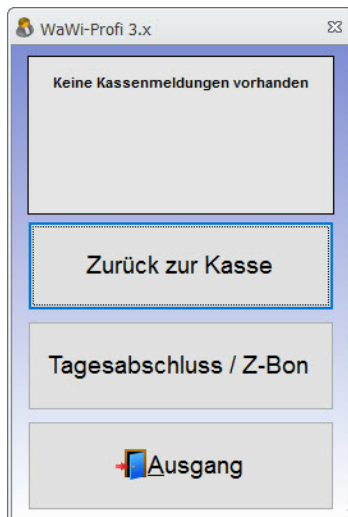 WaWi-Profi 3.x
Keine Kassenmeldungen vorhanden
Zurück zur Kasse
Tagesabschluss / Z-Bon
Ausgang